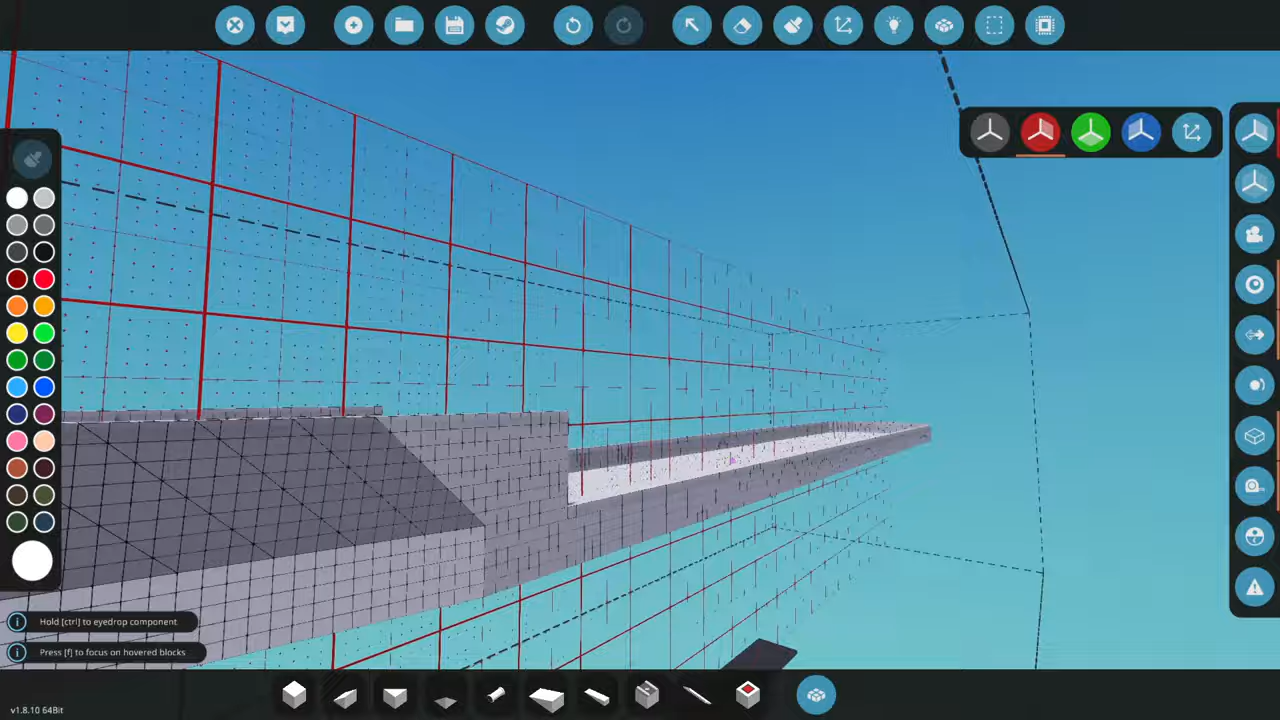 Hold [ctrl] to eyedrop component
Press [f] to focus on hovered blocks
v1.8.10 64Bit